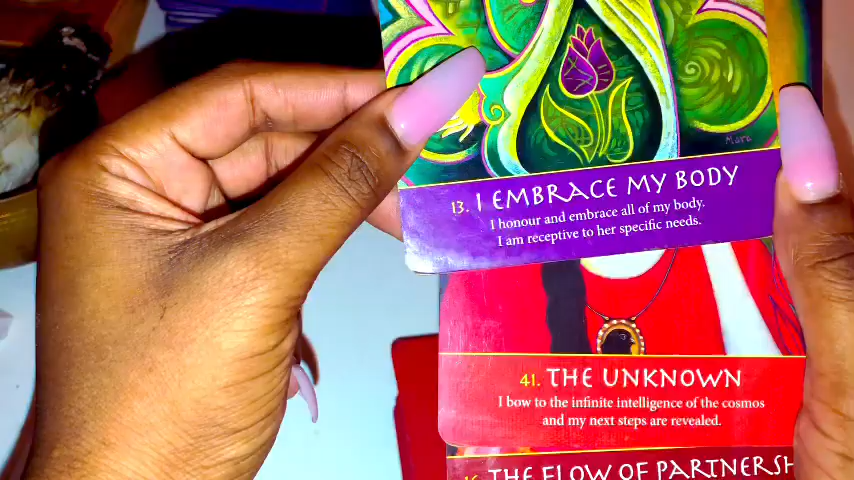 Mara
13. I EMBRACE MY BODY
I honour and embrace all of my body.
I am receptive to her specific needs.
41. THE UNKNOWN
I bow to the infinite intelligence of the cosmos
and my next steps are revealed.
THE FLOW OF PARTNERSH